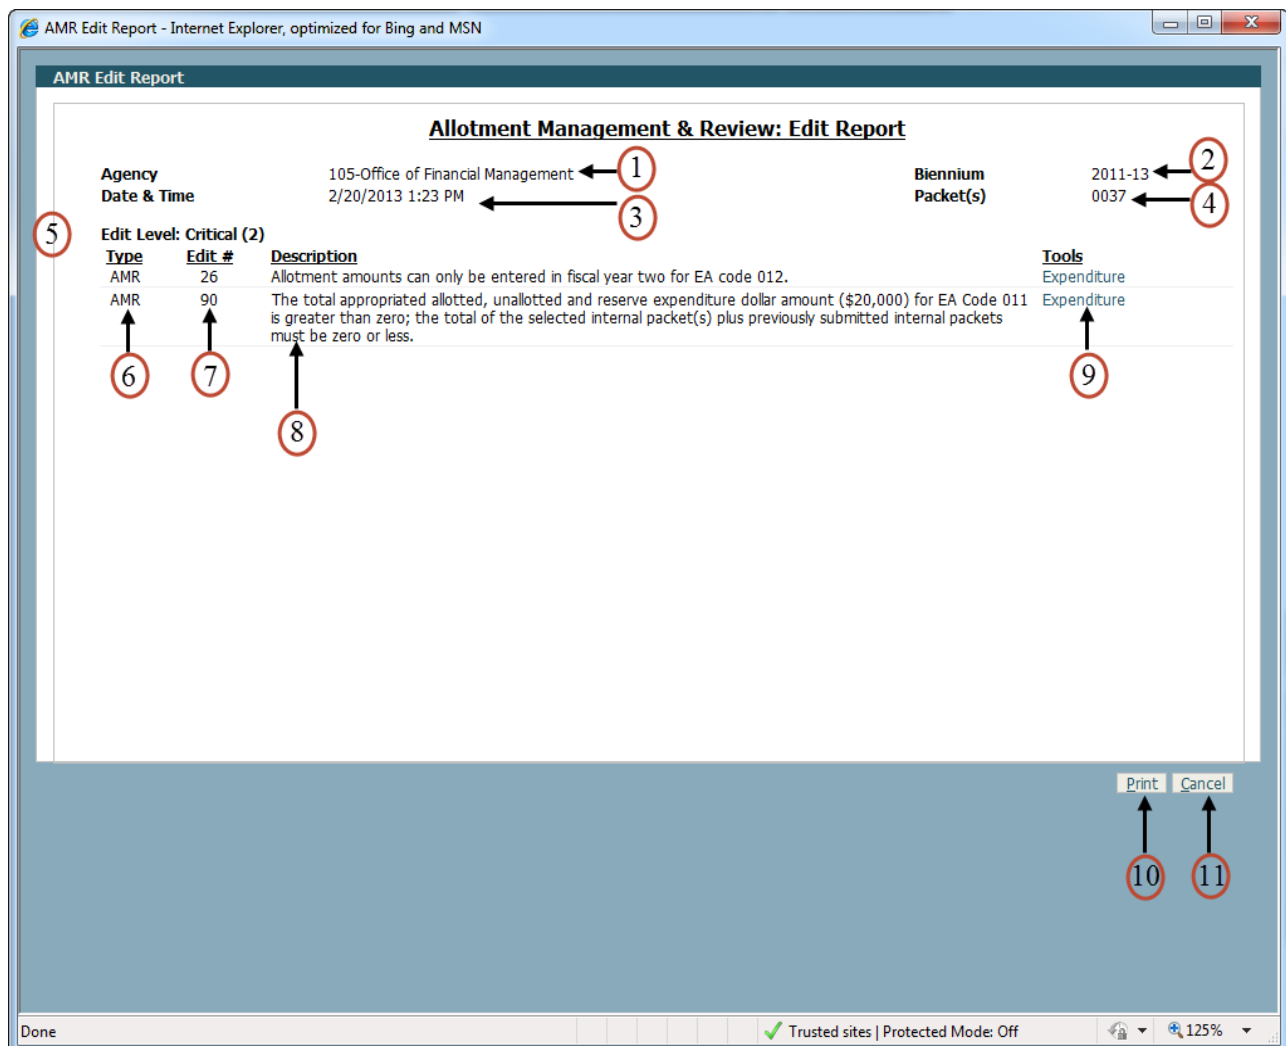 AMR Edit Report - Internet Explorer, optimized for Bing and MSN
AMR Edit Report
Allotment Management & Review: Edit Report
Agency 105-Office of Financial Management 1 Biennium 2011-13 2
Date & Time 2/20/2013 1:23 PM 3 Packet(s) 0037 4
5 Edit Level: Critical (2)
Type Edit # Description Tools
AMR 26 Allotment amounts can only be entered in fiscal year two for EA code 012. Expenditure
AMR 90 The total appropriated allotted, unallotted and reserve expenditure dollar amount ($20,000) for EA Code 011 Expenditure
is greater than zero; the total of the selected internal packet(s) plus previously submitted internal packets
must be zero or less.
6 7 9
8
Print Cancel
10 11
Done Trusted sites | Protected Mode: Off 125%